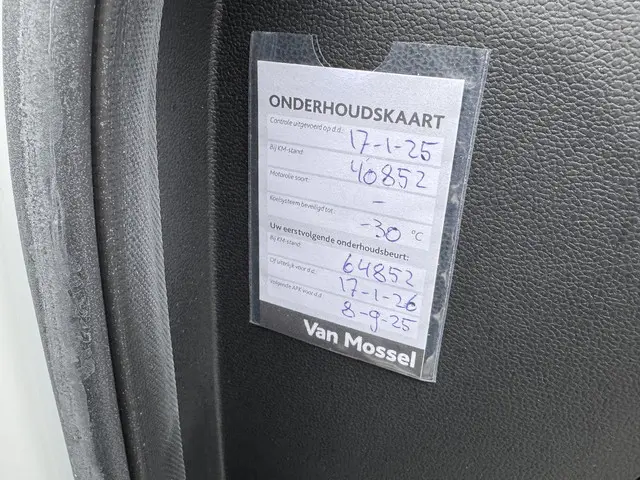 ONDERHOUDSKAART
Controle uitgevoerd op d.d.: 17-1-25
Bij KM-stand: 40852
Motorolie soort: -
Koelsysteem beveiligd tot: -30 °C
Uw eerstvolgende onderhoudsbeurt:
Bij KM-stand: 64852
Of uiterlijk voor d.d.: 17-1-26
Volgende APK voor d.d.: 8-9-25
Van Mossel